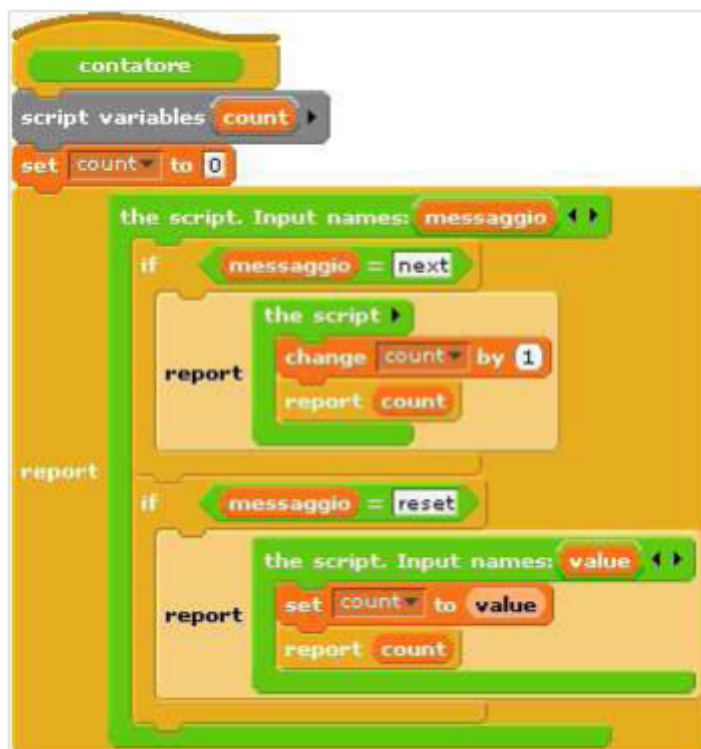 contatore
script variables count
set count to 0
the script. Input names: messaggio
if messaggio = next
the script
change count by 1
report
report count
report
if messaggio = reset
the script. Input names: value
set count to value
report
report count